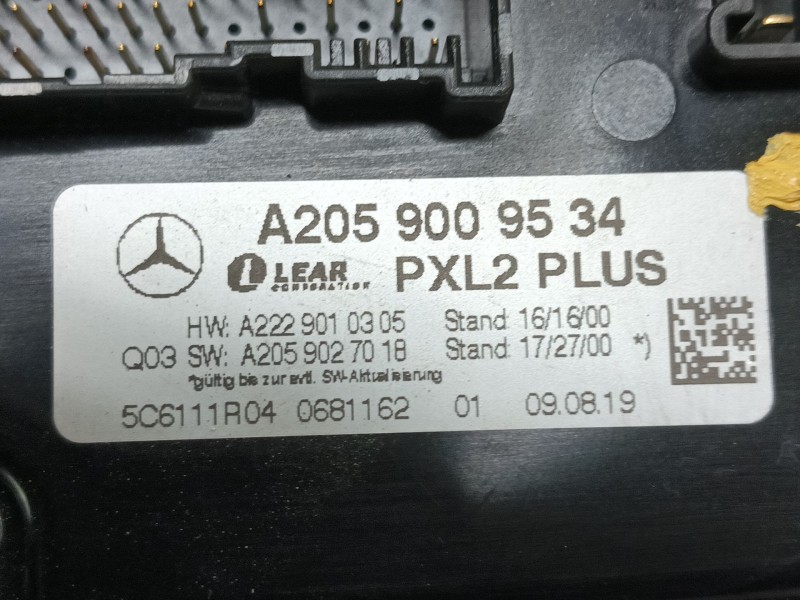 A205 900 95 34
LEAR CORPORATION PXL2 PLUS
HW: A222 901 03 05 Stand: 16/16/00
Q03 SW: A205 902 70 18 Stand: 17/27/00 *)
*gültig bis zur evtl. SW-Aktualisierung
5C6111R04 0681162 01 09.08.19